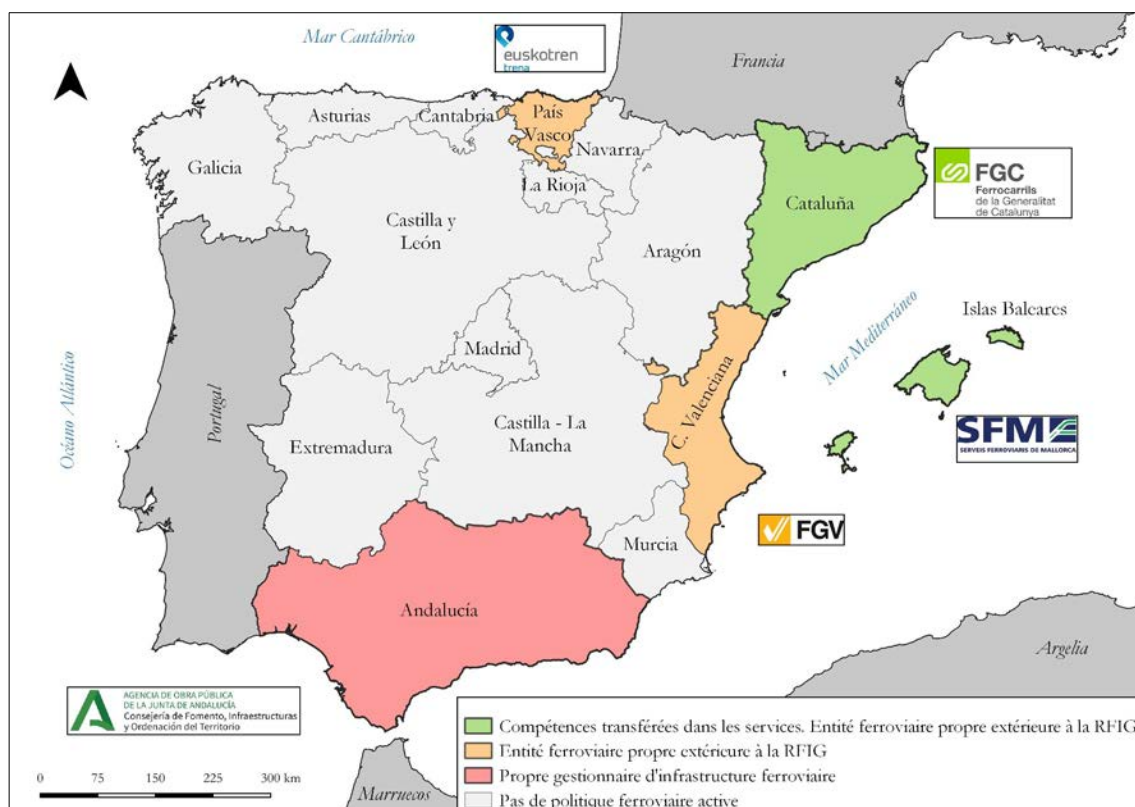 Mar Cantábrico
euskotren
trena
Francia
Asturias
Cantabria
País
Vasco
Navarra
Galicia
La Rioja
FGC
Ferrocarrils
de la Generalitat
de Catalunya
Cataluña
Castilla y
León
Aragón
Islas Baleares
Mar Mediterráneo
Madrid
Océano Atlántico
Portugal
C. Valenciana
Castilla - La
Mancha
Extremadura
SFM
SERVEIS FERROVIARIS DE MALLORCA
FGV
Murcia
Andalucía
Argelia
AGENCIA DE OBRA PÚBLICA
DE LA JUNTA DE ANDALUCÍA
Consejería de Fomento, Infraestructuras
y Ordenación del Territorio
Compétences transférées dans les services. Entité ferroviaire propre extérieure à la RFIG
Entité ferroviaire propre extérieure à la RFIG
Propre gestionnaire d'infrastructure ferroviaire
Pas de politique ferroviaire active
0 75 150 225 300 km
Marruecos